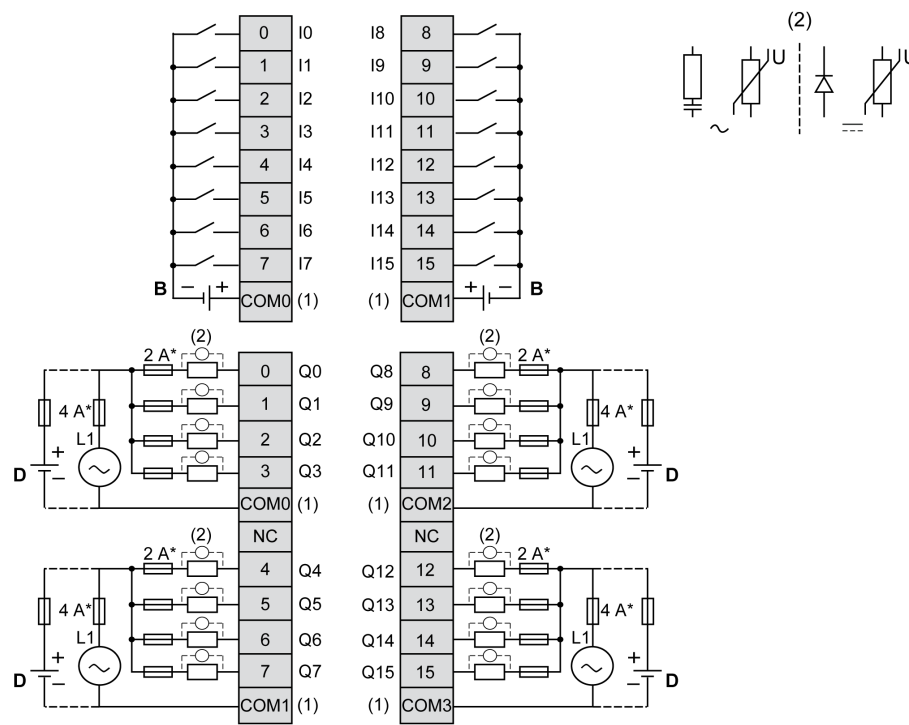 (2)
U U
0 I0 I8 8
1 I1 I9 9
2 I2 I10 10
3 I3 I11 11
4 I4 I12 12
5 I5 I13 13
6 I6 I14 14
7 I7 I15 15
B − + COM0 (1) (1) COM1 + − B
(2) (2)
2 A* 0 Q0 Q8 8 2 A*
4 A* 1 Q1 Q9 9 4 A*
L1 2 Q2 Q10 10 L1
D + − 3 Q3 Q11 11 + − D
COM0 (1) (1) COM2
NC NC
(2) (2)
2 A* 4 Q4 Q12 12 2 A*
4 A* 5 Q5 Q13 13 4 A*
L1 6 Q6 Q14 14 L1
D + − 7 Q7 Q15 15 + − D
COM1 (1) (1) COM3